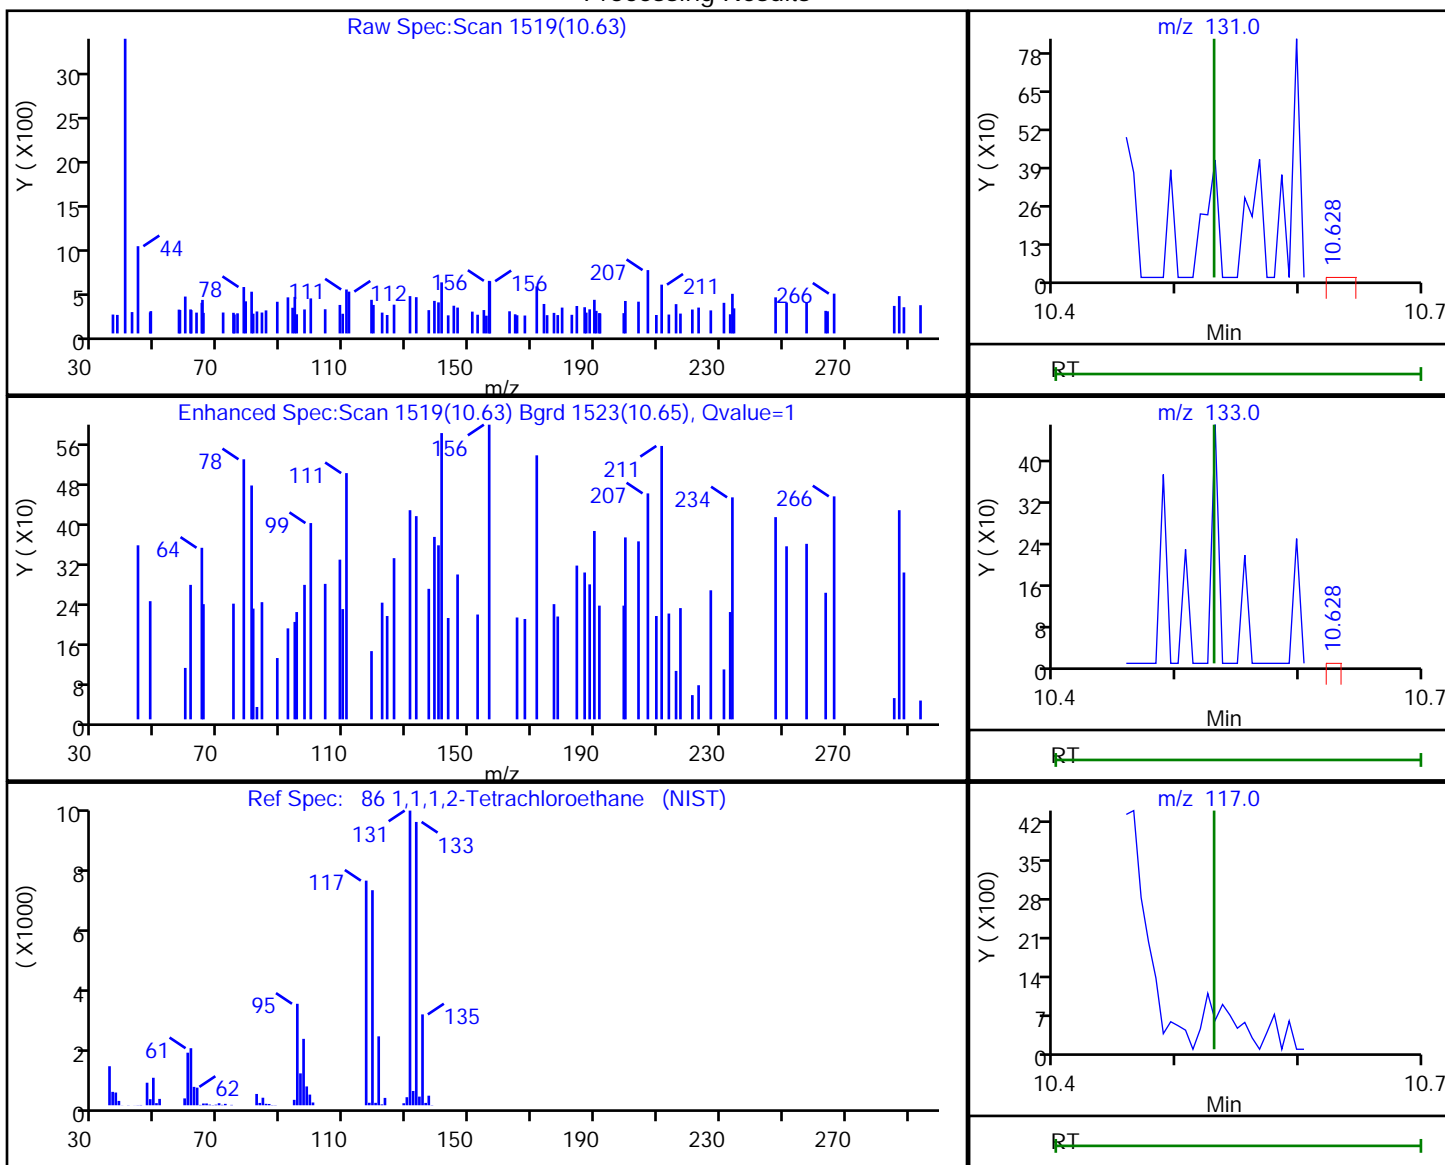 Processing Results
Raw Spec:Scan 1519(10.63)
Y ( X100)
30
25
20
15
10
5
0
44
78
111
112
156
156
207
211
266
30 70 110 150 190 230 270
m/z
m/z 131.0
Y ( X10)
78
65
52
39
26
13
0
10.628
10.4 10.7
Min
RT
Enhanced Spec:Scan 1519(10.63) Bgrd 1523(10.65), Qvalue=1
Y ( X10)
56
48
40
32
24
16
8
0
64
78
99
111
156
207
211
234
266
30 70 110 150 190 230 270
m/z
m/z 133.0
Y ( X10)
40
32
24
16
8
0
10.628
10.4 10.7
Min
RT
Ref Spec: 86 1,1,1,2-Tetrachloroethane (NIST)
( X1000)
10
8
6
4
2
0
61
62
95
117
131
133
135
30 70 110 150 190 230 270
m/z 117.0
Y ( X100)
42
35
28
21
14
7
0
10.4 10.7
Min
RT